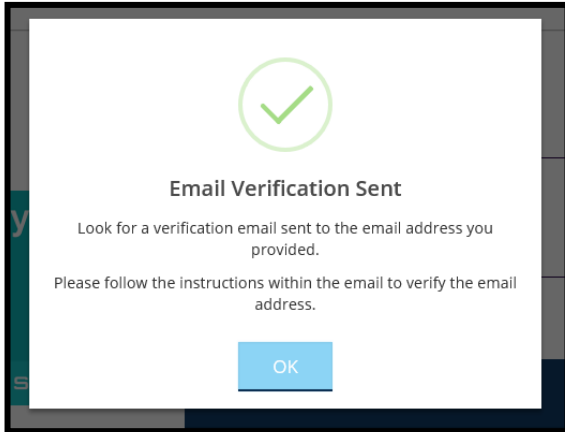 Email Verification Sent
Look for a verification email sent to the email address you
provided.
Please follow the instructions within the email to verify the email
address.
y
OK
s